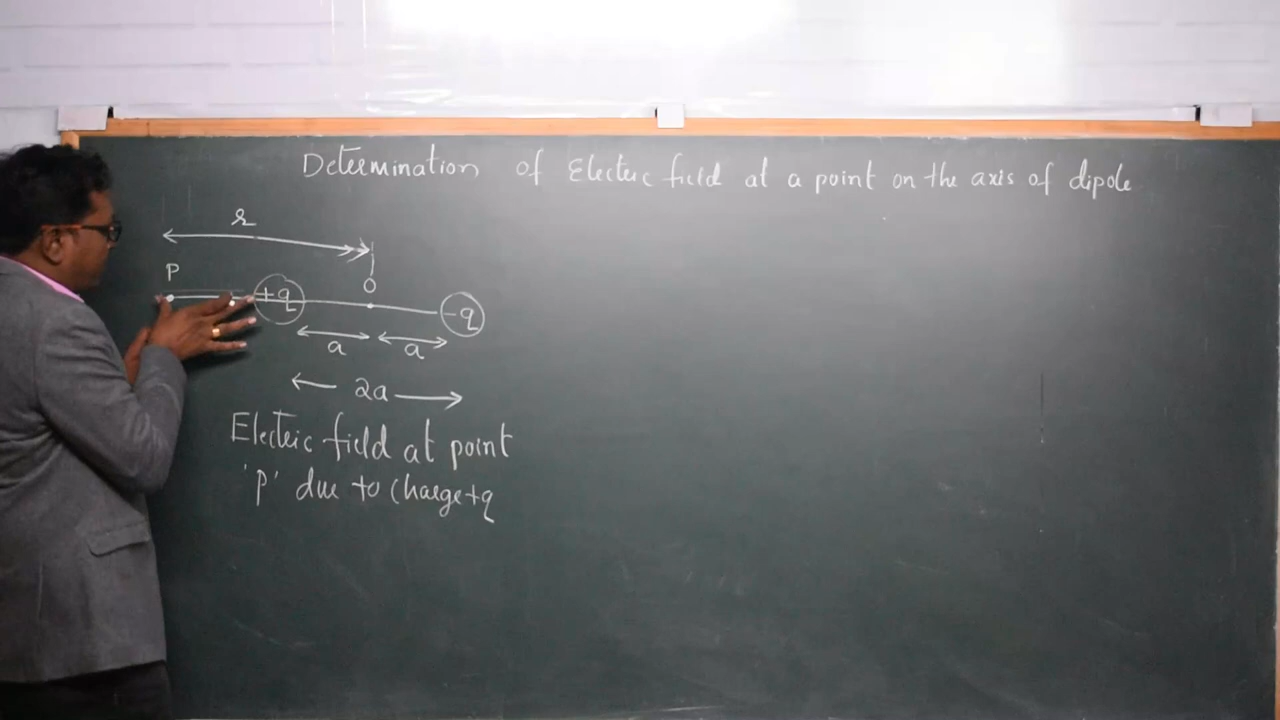 Determination of Electric field at a point on the axis of dipole
r
P
O
+q
-q
a a
2a
Electric field at point
'P' due to charge+q